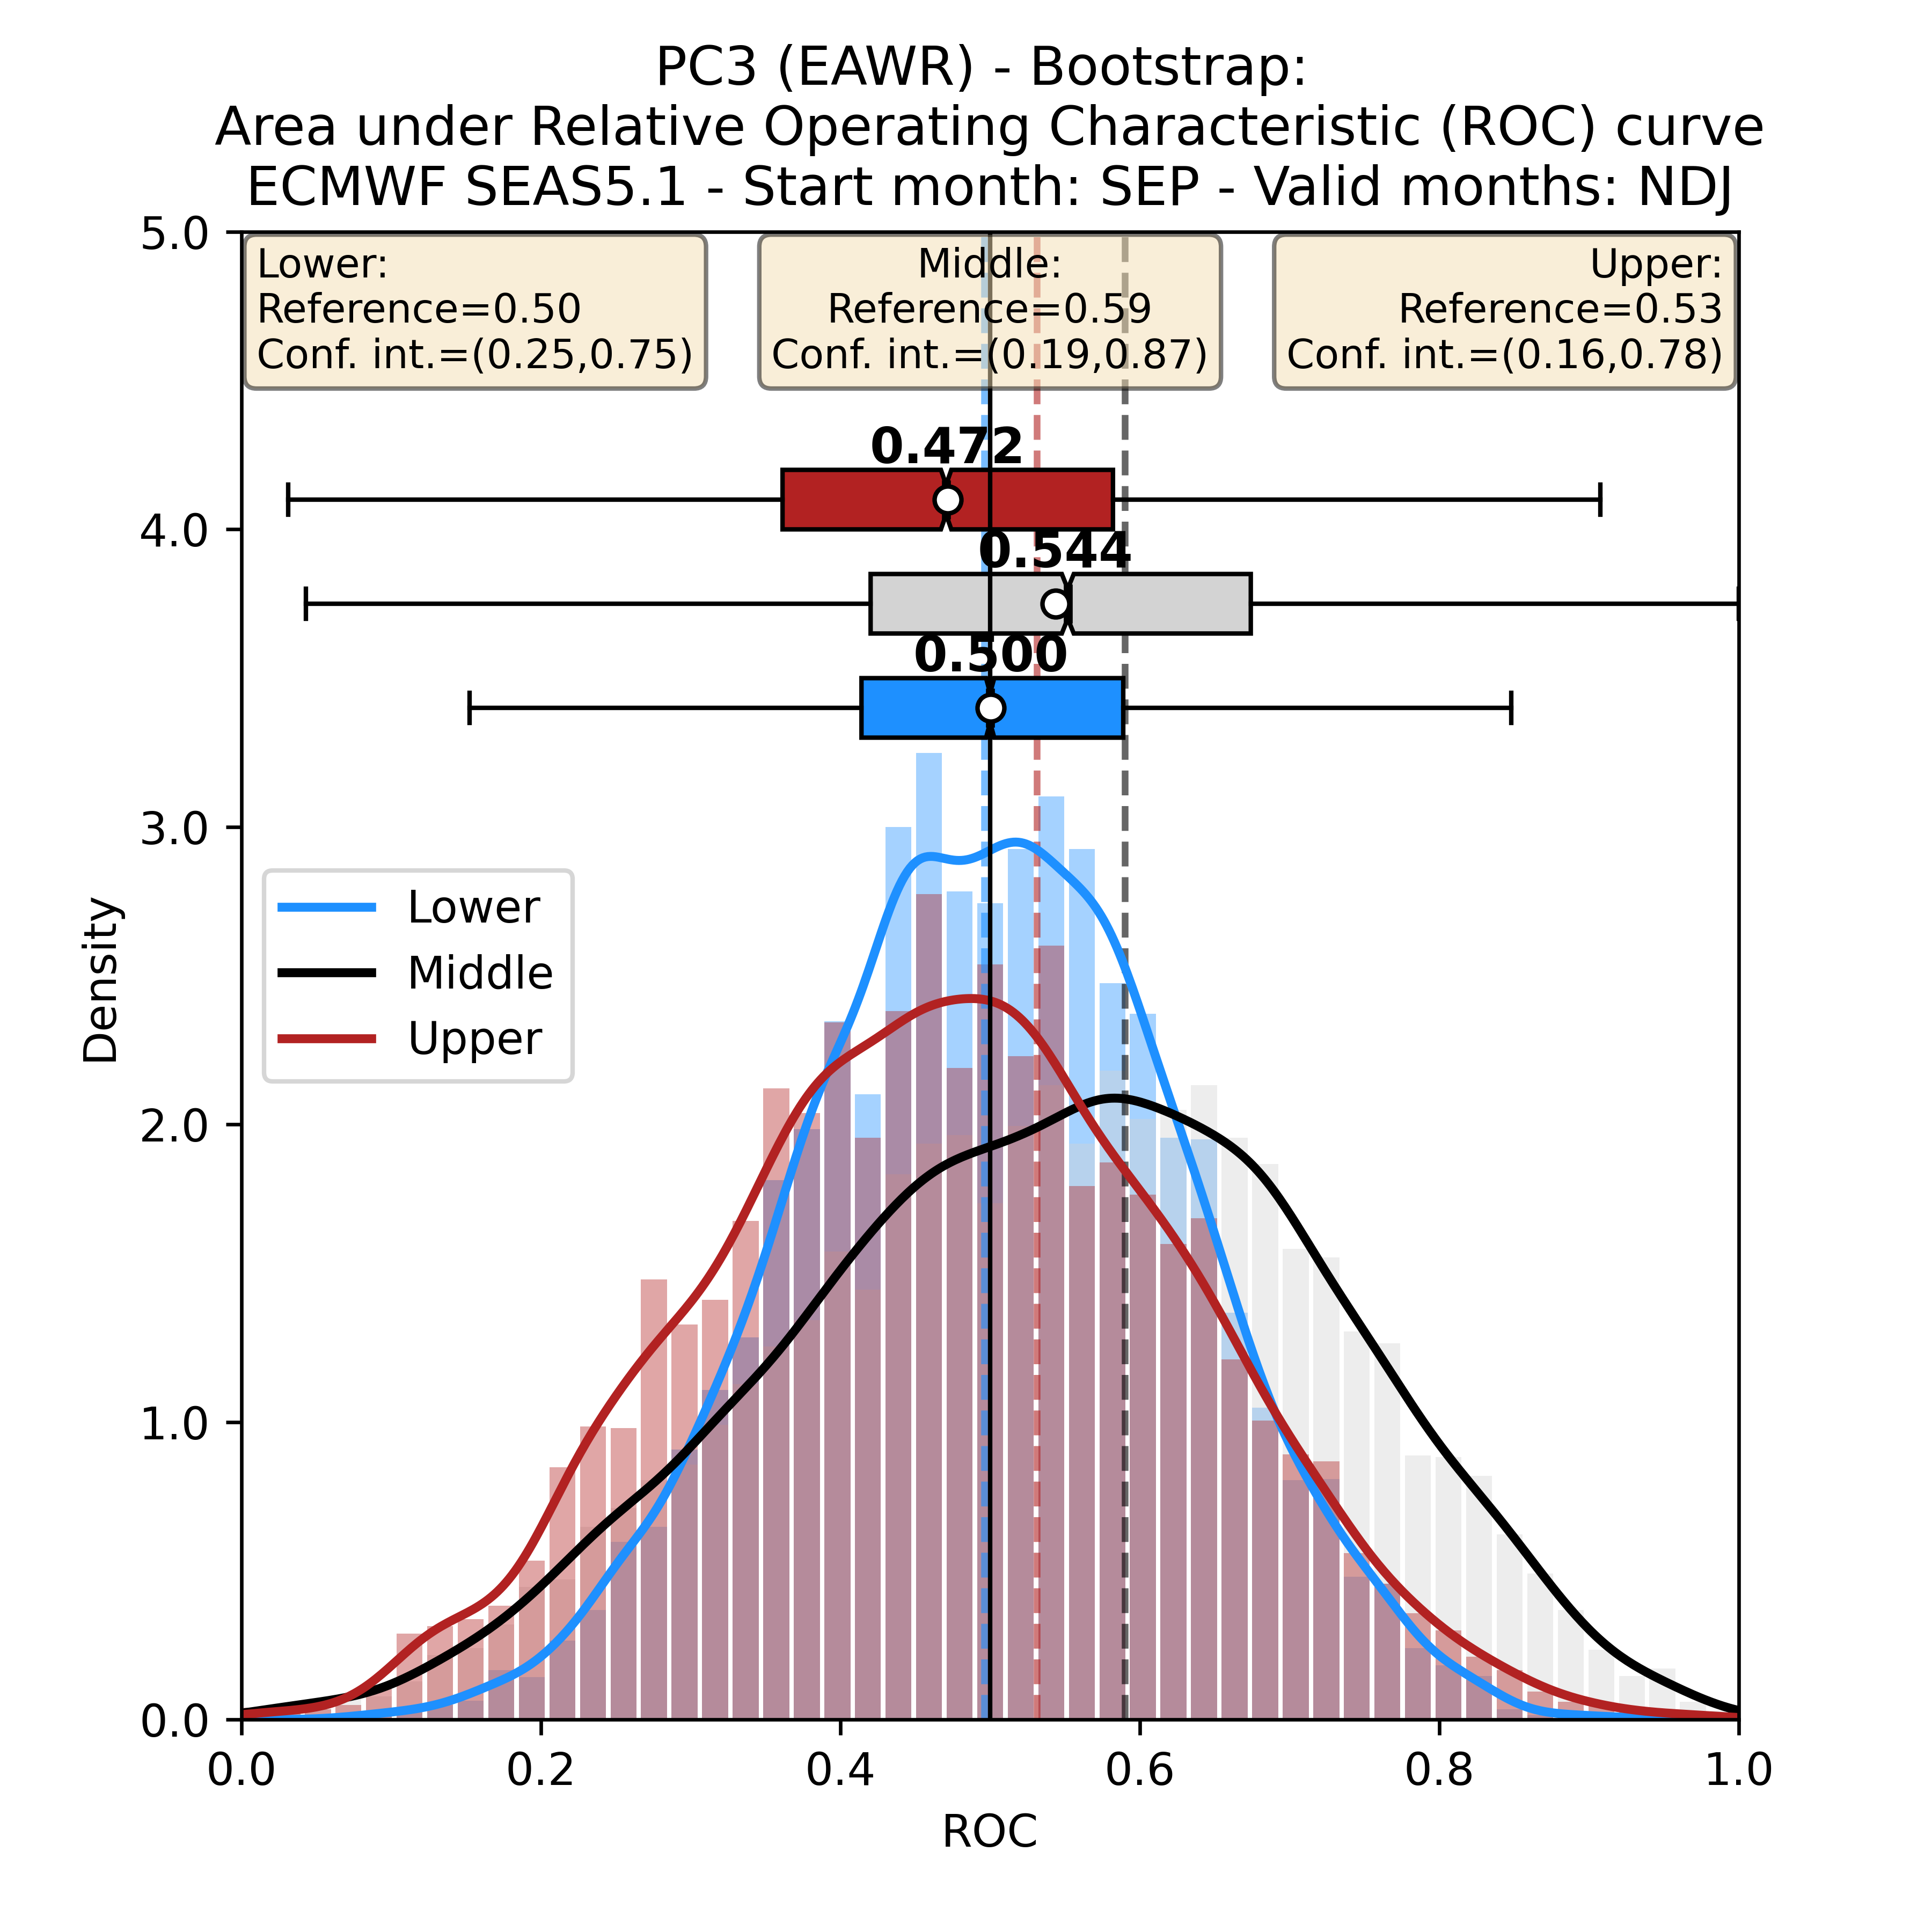 PC3 (EAWR) - Bootstrap:
Area under Relative Operating Characteristic (ROC) curve
ECMWF SEAS5.1 - Start month: SEP - Valid months: NDJ
Lower:
Reference=0.50
Conf. int.=(0.25,0.75)
Middle:
Reference=0.59
Conf. int.=(0.19,0.87)
Upper:
Reference=0.53
Conf. int.=(0.16,0.78)
0.472
0.544
0.500
5.0
4.0
3.0
2.0
1.0
0.0
Density
Lower
Middle
Upper
0.0
0.2
0.4
0.6
0.8
1.0
ROC